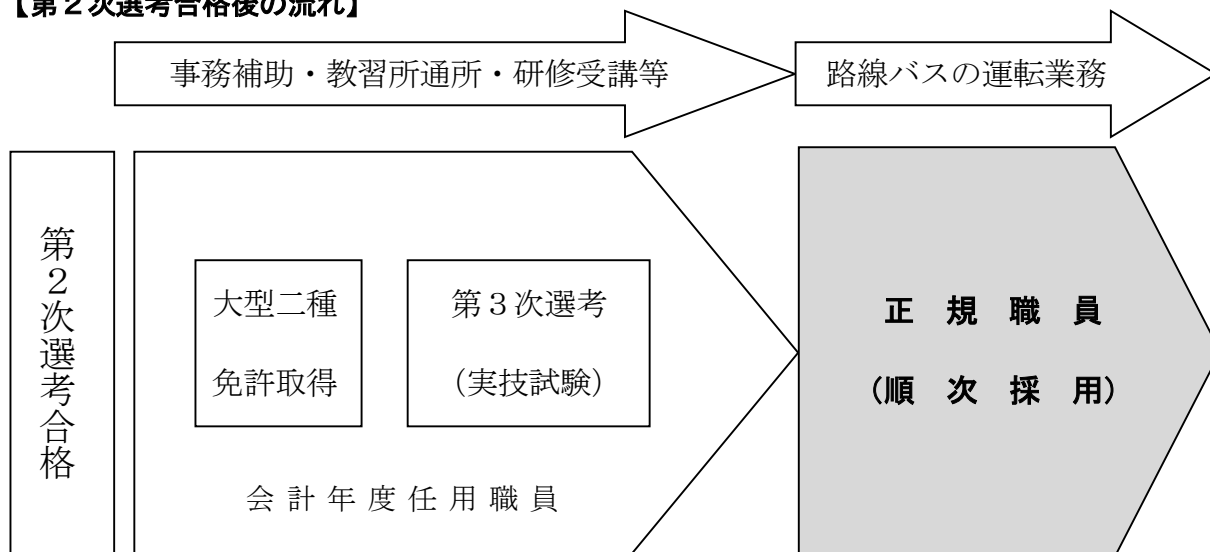 【第２次選考合格後の流れ】
事務補助・教習所通所・研修受講等
路線バスの運転業務
第２次選考合格
大型二種
免許取得
第３次選考
（実技試験）
会計年度任用職員
正規職員
（順次採用）